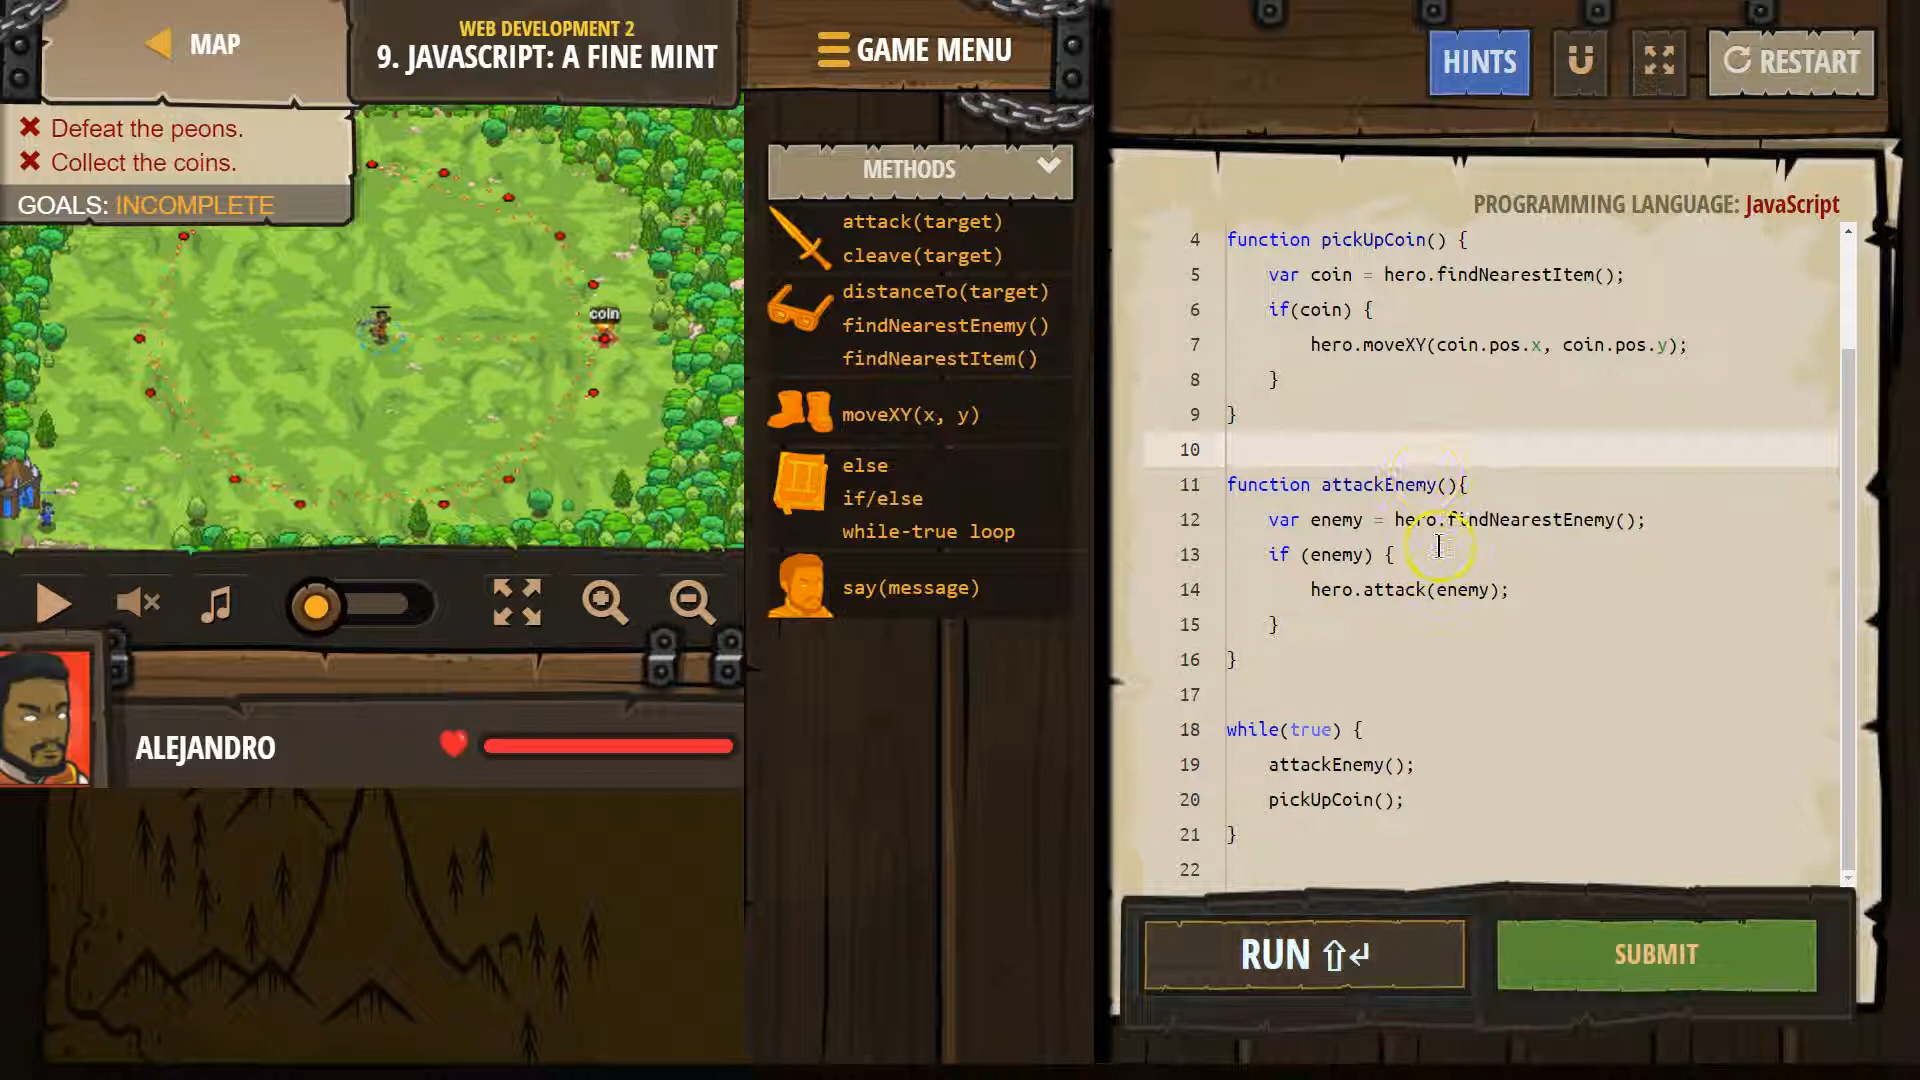 MAP
WEB DEVELOPMENT 2
9. JAVASCRIPT: A FINE MINT
GAME MENU
HINTS
RESTART
Defeat the peons.
Collect the coins.
GOALS: INCOMPLETE
coin
METHODS
attack(target)
cleave(target)
distanceTo(target)
findNearestEnemy()
findNearestItem()
moveXY(x, y)
else
if/else
while-true loop
say(message)
ALEJANDRO
PROGRAMMING LANGUAGE: JavaScript
4 function pickUpCoin() {
5 var coin = hero.findNearestItem();
6 if(coin) {
7 hero.moveXY(coin.pos.x, coin.pos.y);
8 }
9 }
10
11 function attackEnemy(){
12 var enemy = hero.findNearestEnemy();
13 if (enemy) {
14 hero.attack(enemy);
15 }
16 }
17
18 while(true) {
19 attackEnemy();
20 pickUpCoin();
21 }
22
RUN ⇧↵
SUBMIT